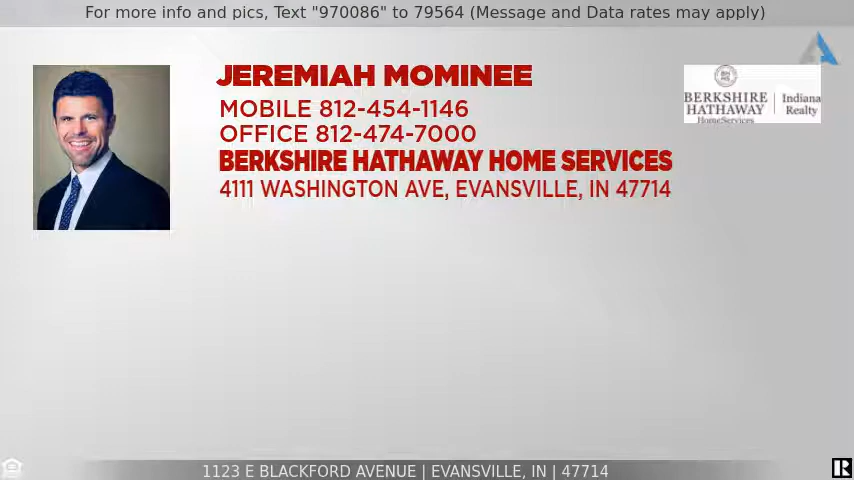 For more info and pics, Text "970086" to 79564 (Message and Data rates may apply)
JEREMIAH MOMINEE
MOBILE 812-454-1146
OFFICE 812-474-7000
BERKSHIRE HATHAWAY HOME SERVICES
4111 WASHINGTON AVE, EVANSVILLE, IN 47714
BERKSHIRE HATHAWAY
HomeServices
Indiana Realty
1123 E BLACKFORD AVENUE | EVANSVILLE, IN | 47714